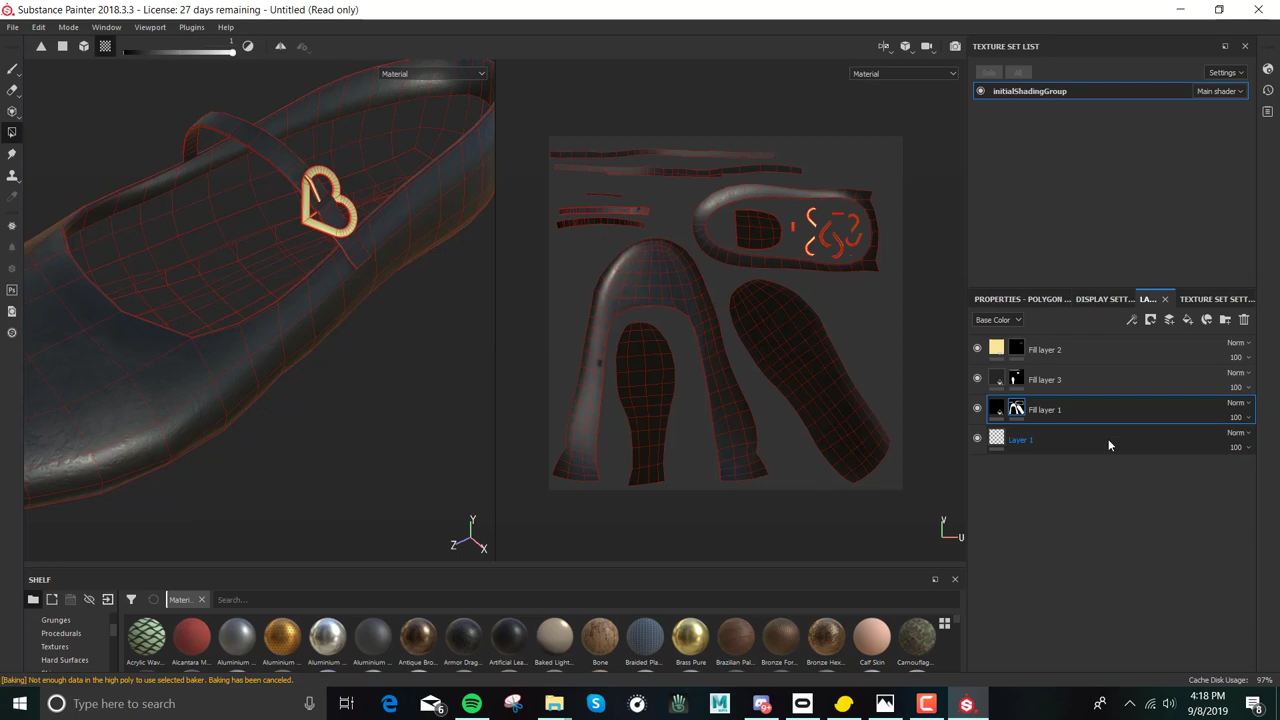 Substance Painter 2018.3.3 - License: 27 days remaining - Untitled (Read only)
File Edit Mode Window Viewport Plugins Help
1
Material
Material
TEXTURE SET LIST
Settings
initialShadingGroup
Main shader
PROPERTIES - POLYGON ... DISPLAY SETT... LA... TEXTURE SET SETT...
Base Color
Fill layer 2
Norm
100
Fill layer 3
Norm
100
Fill layer 1
Norm
100
Layer 1
Norm
100
Y
Z
X
V
U
SHELF
Materi...
Search...
Grunges
Procedurals
Textures
Hard Surfaces
Acrylic Wav... Alcantara M... Aluminium ... Aluminium ... Aluminium ... Aluminium ... Antique Bro... Armor Drag... Artificial Lea... Baked Light... Bone Braided Pla... Brass Pure Brazilian Pal... Bronze For... Bronze Hex... Calf Skin Camouflag...
[Baking] Not enough data in the high poly to use selected baker. Baking has been canceled.
Cache Disk Usage: 97%
Type here to search
4:18 PM
9/8/2019